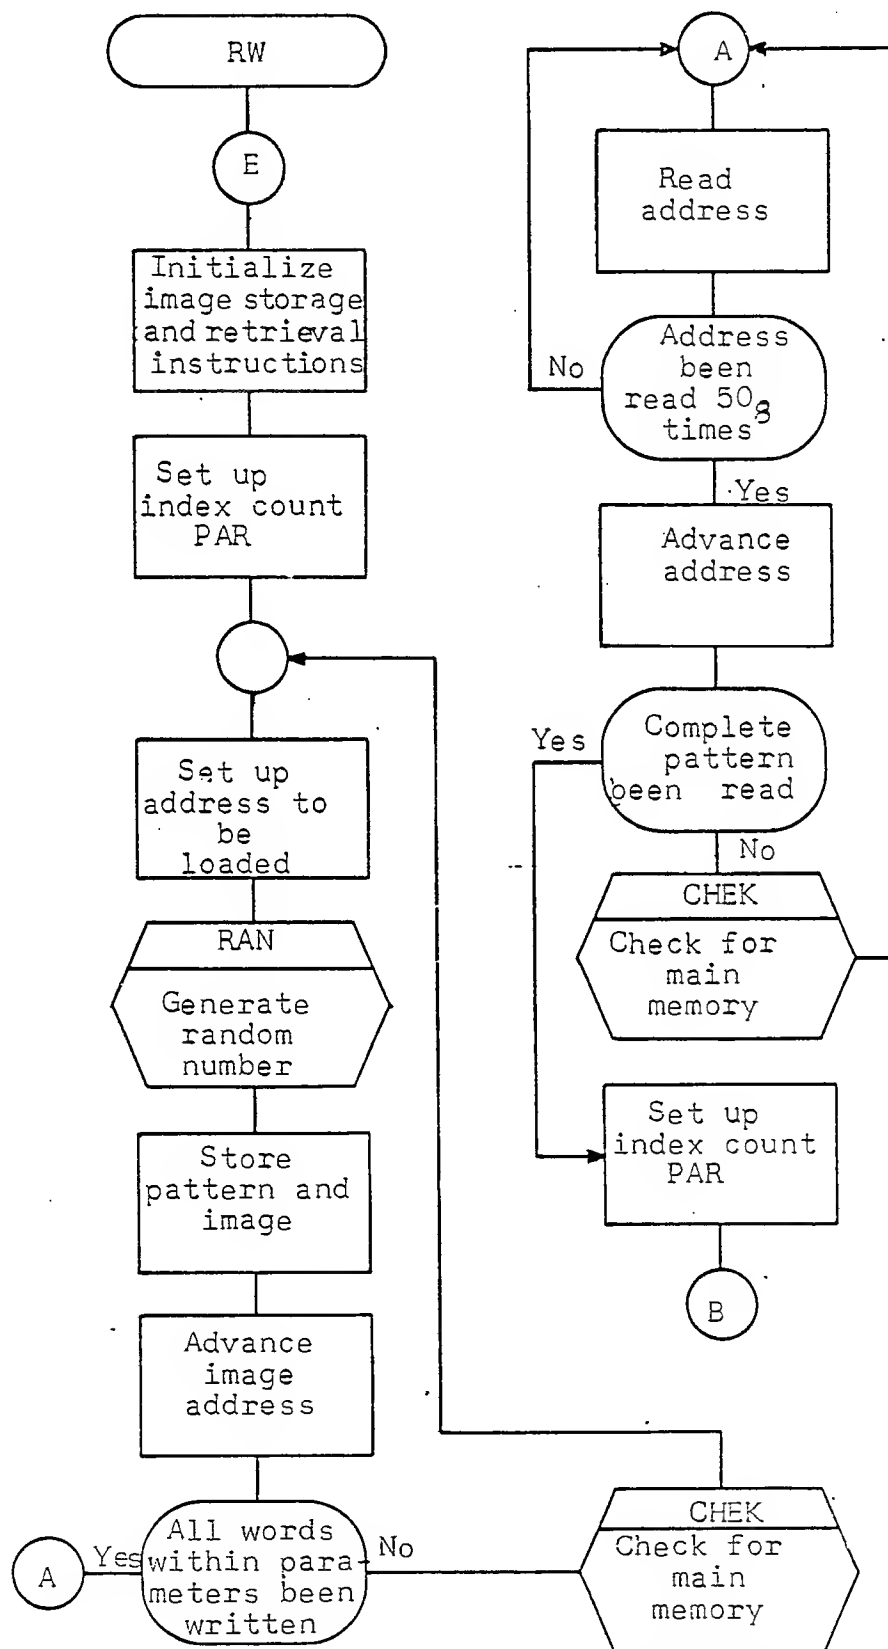 RW
E
Initialize
image storage
and retrieval
instructions
Set up
index count
PAR
Set up
address to
be
loaded
RAN
Generate
random
number
Store
pattern and
image
Advance
image
address
All words
within para-
meters been
written
Yes
A
No
CHEK
Check for
main
memory
A
Read
address
Address
been
read 50₈
times
No
Yes
Advance
address
Complete
pattern
been read
Yes
No
CHEK
Check for
main
memory
Set up
index count
PAR
B